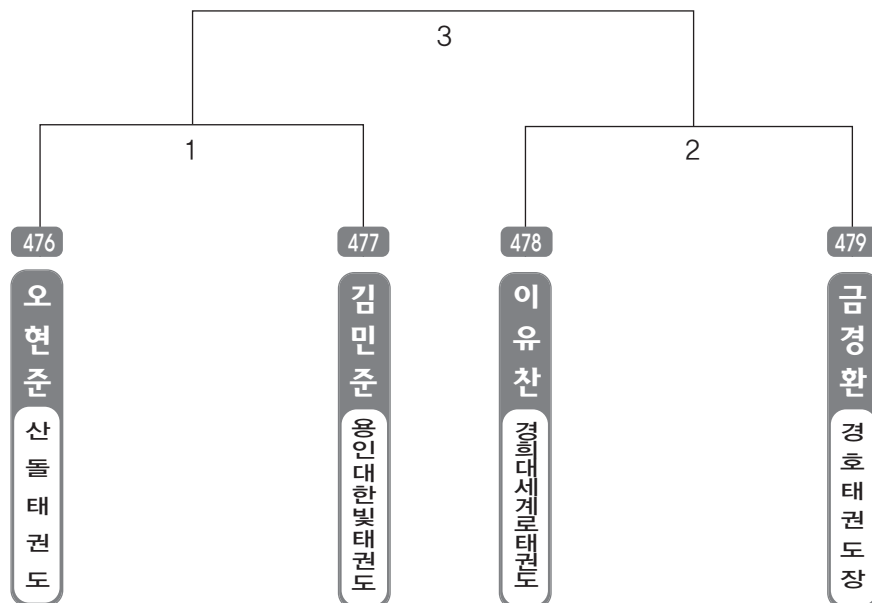 3
1
2
476
477
478
479
오현준
김민준
이유찬
금경환
산돌태권도
용인대한빛태권도
경희대세계로태권도
경호태권도장